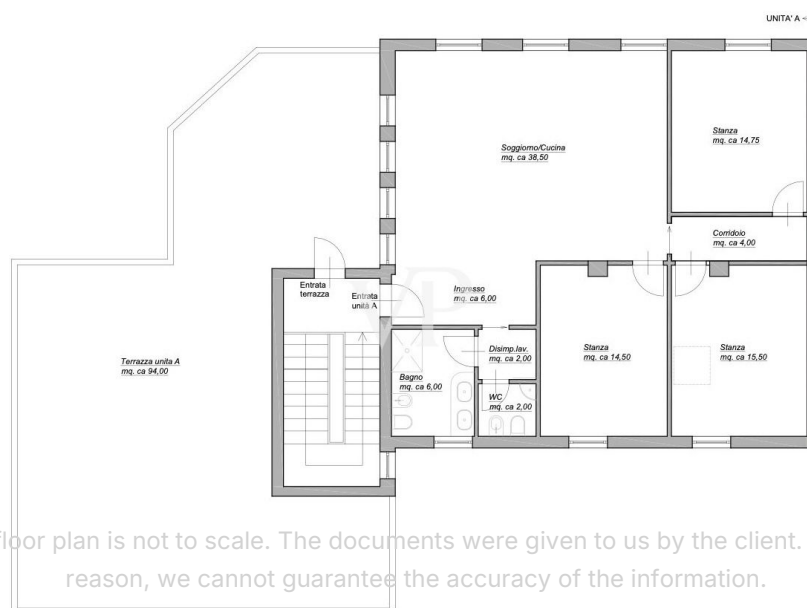 UNITA' A
Stanza
mq. ca 14,75
Soggiorno/Cucina
mq. ca 38,50
Corridoio
mq. ca 4,00
Entrata
terrazza
Entrata
unità A
Ingresso
mq. ca 6,00
VP
Terrazza unita A
mq. ca 94,00
Disimp.lav.
mq. ca 2,00
Stanza
mq. ca 14,50
Stanza
mq. ca 15,50
Bagno
mq. ca 6,00
WC
mq. ca 2,00
floor plan is not to scale. The documents were given to us by the client.
reason, we cannot guarantee the accuracy of the information.